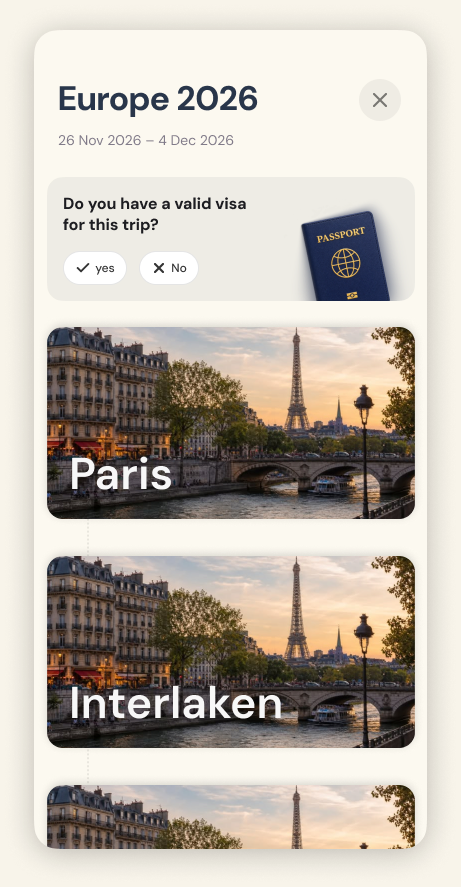 Europe 2026
26 Nov 2026 – 4 Dec 2026
Do you have a valid visa
for this trip?
PASSPORT
yes
No
Paris
Interlaken